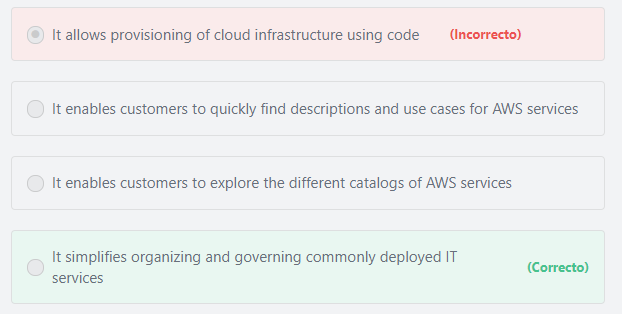 It allows provisioning of cloud infrastructure using code (Incorrecto)
It enables customers to quickly find descriptions and use cases for AWS services
It enables customers to explore the different catalogs of AWS services
It simplifies organizing and governing commonly deployed IT
services
(Correcto)